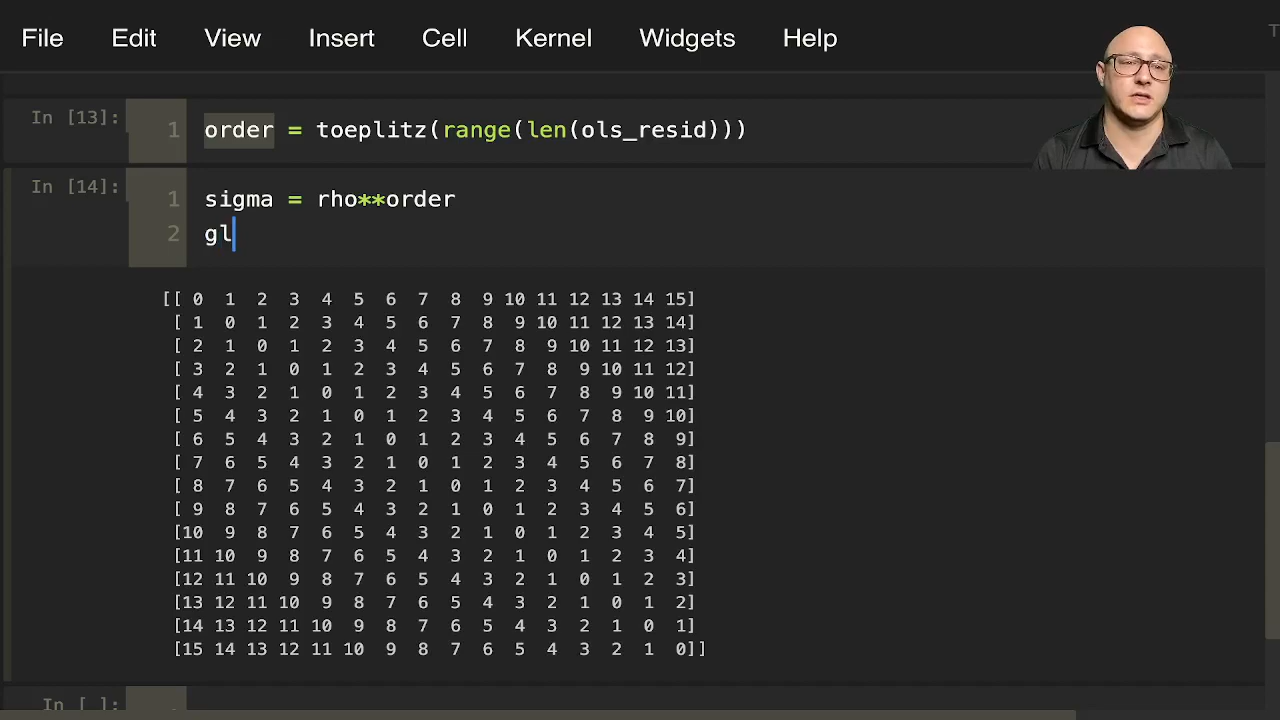 File Edit View Insert Cell Kernel Widgets Help
In [13]: 1 order = toeplitz(range(len(ols_resid)))
In [14]: 1 sigma = rho**order
2 gl
[[ 0 1 2 3 4 5 6 7 8 9 10 11 12 13 14 15]
[ 1 0 1 2 3 4 5 6 7 8 9 10 11 12 13 14]
[ 2 1 0 1 2 3 4 5 6 7 8 9 10 11 12 13]
[ 3 2 1 0 1 2 3 4 5 6 7 8 9 10 11 12]
[ 4 3 2 1 0 1 2 3 4 5 6 7 8 9 10 11]
[ 5 4 3 2 1 0 1 2 3 4 5 6 7 8 9 10]
[ 6 5 4 3 2 1 0 1 2 3 4 5 6 7 8 9]
[ 7 6 5 4 3 2 1 0 1 2 3 4 5 6 7 8]
[ 8 7 6 5 4 3 2 1 0 1 2 3 4 5 6 7]
[ 9 8 7 6 5 4 3 2 1 0 1 2 3 4 5 6]
[10 9 8 7 6 5 4 3 2 1 0 1 2 3 4 5]
[11 10 9 8 7 6 5 4 3 2 1 0 1 2 3 4]
[12 11 10 9 8 7 6 5 4 3 2 1 0 1 2 3]
[13 12 11 10 9 8 7 6 5 4 3 2 1 0 1 2]
[14 13 12 11 10 9 8 7 6 5 4 3 2 1 0 1]
[15 14 13 12 11 10 9 8 7 6 5 4 3 2 1 0]]
In [ ]: